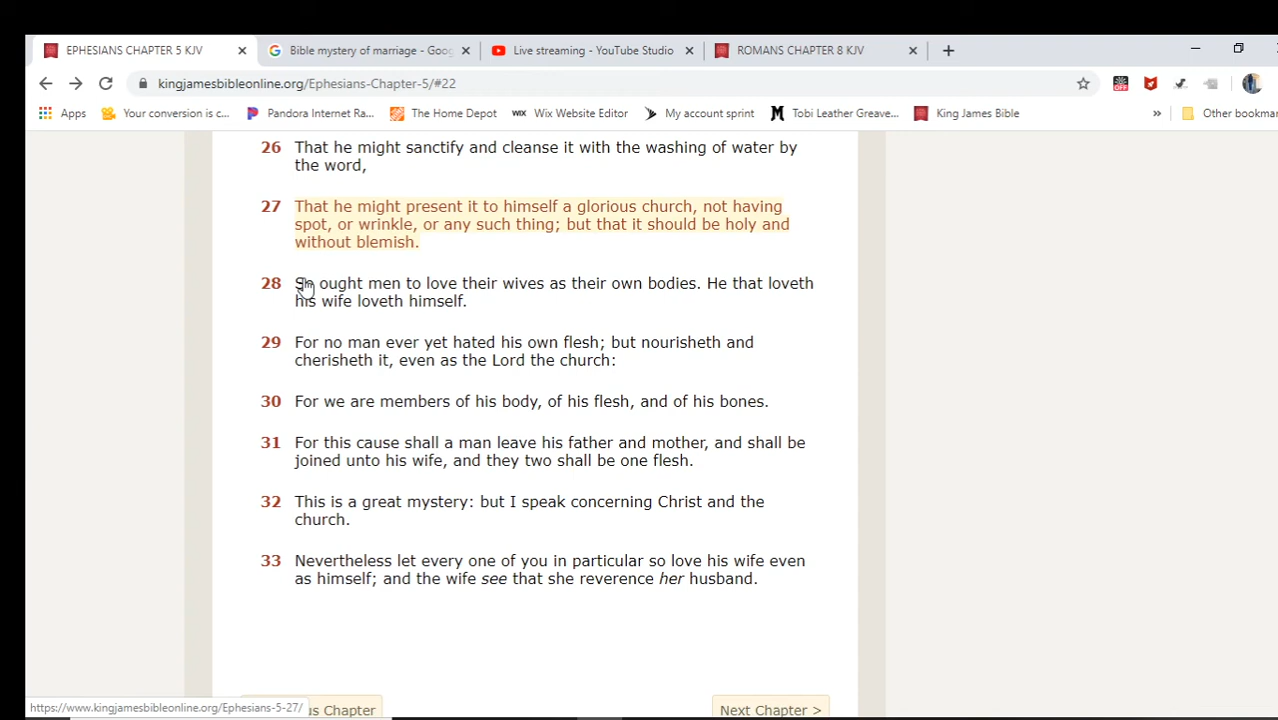 EPHESIANS CHAPTER 5 KJV
Bible mystery of marriage - Goog
Live streaming - YouTube Studio
ROMANS CHAPTER 8 KJV
kingjamesbibleonline.org/Ephesians-Chapter-5/#22
OFF
Apps
Your conversion is c...
Pandora Internet Ra...
The Home Depot
WIX Wix Website Editor
My account sprint
Tobi Leather Greave...
King James Bible
»
Other bookmar
26 That he might sanctify and cleanse it with the washing of water by
the word,
27 That he might present it to himself a glorious church, not having
spot, or wrinkle, or any such thing; but that it should be holy and
without blemish.
28 So ought men to love their wives as their own bodies. He that loveth
his wife loveth himself.
29 For no man ever yet hated his own flesh; but nourisheth and
cherisheth it, even as the Lord the church:
30 For we are members of his body, of his flesh, and of his bones.
31 For this cause shall a man leave his father and mother, and shall be
joined unto his wife, and they two shall be one flesh.
32 This is a great mystery: but I speak concerning Christ and the
church.
33 Nevertheless let every one of you in particular so love his wife even
as himself; and the wife see that she reverence her husband.
https://www.kingjamesbibleonline.org/Ephesians-5-27/
us Chapter
Next Chapter >